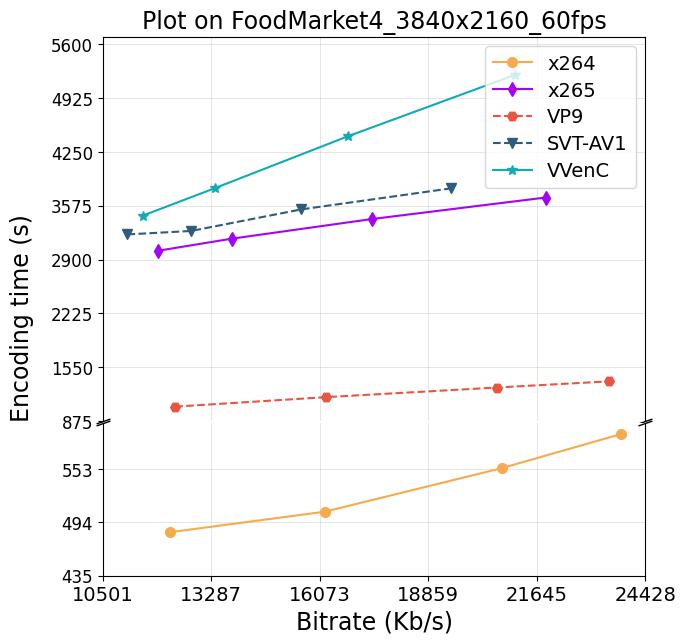 Plot on FoodMarket4_3840x2160_60fps
5600
4925
4250
3575
2900
2225
1550
875
553
494
435
Encoding time (s)
x264
x265
VP9
SVT-AV1
VVenC
10501 13287 16073 18859 21645 24428
Bitrate (Kb/s)